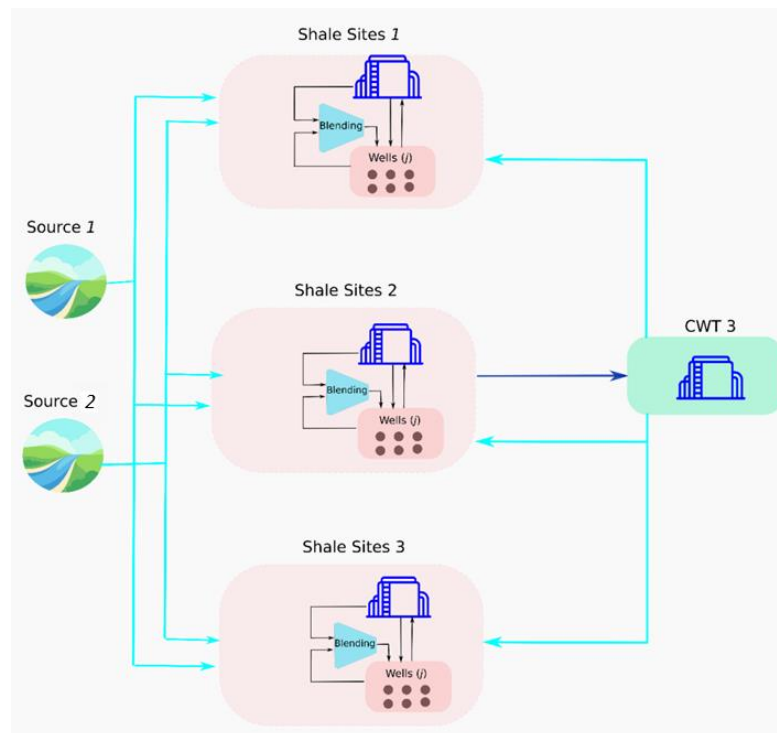 Shale Sites 1
Blending
Wells (j)
Source 1
Shale Sites 2
CWT 3
Blending
Source 2
Wells (j)
Shale Sites 3
Blending
Wells (j)